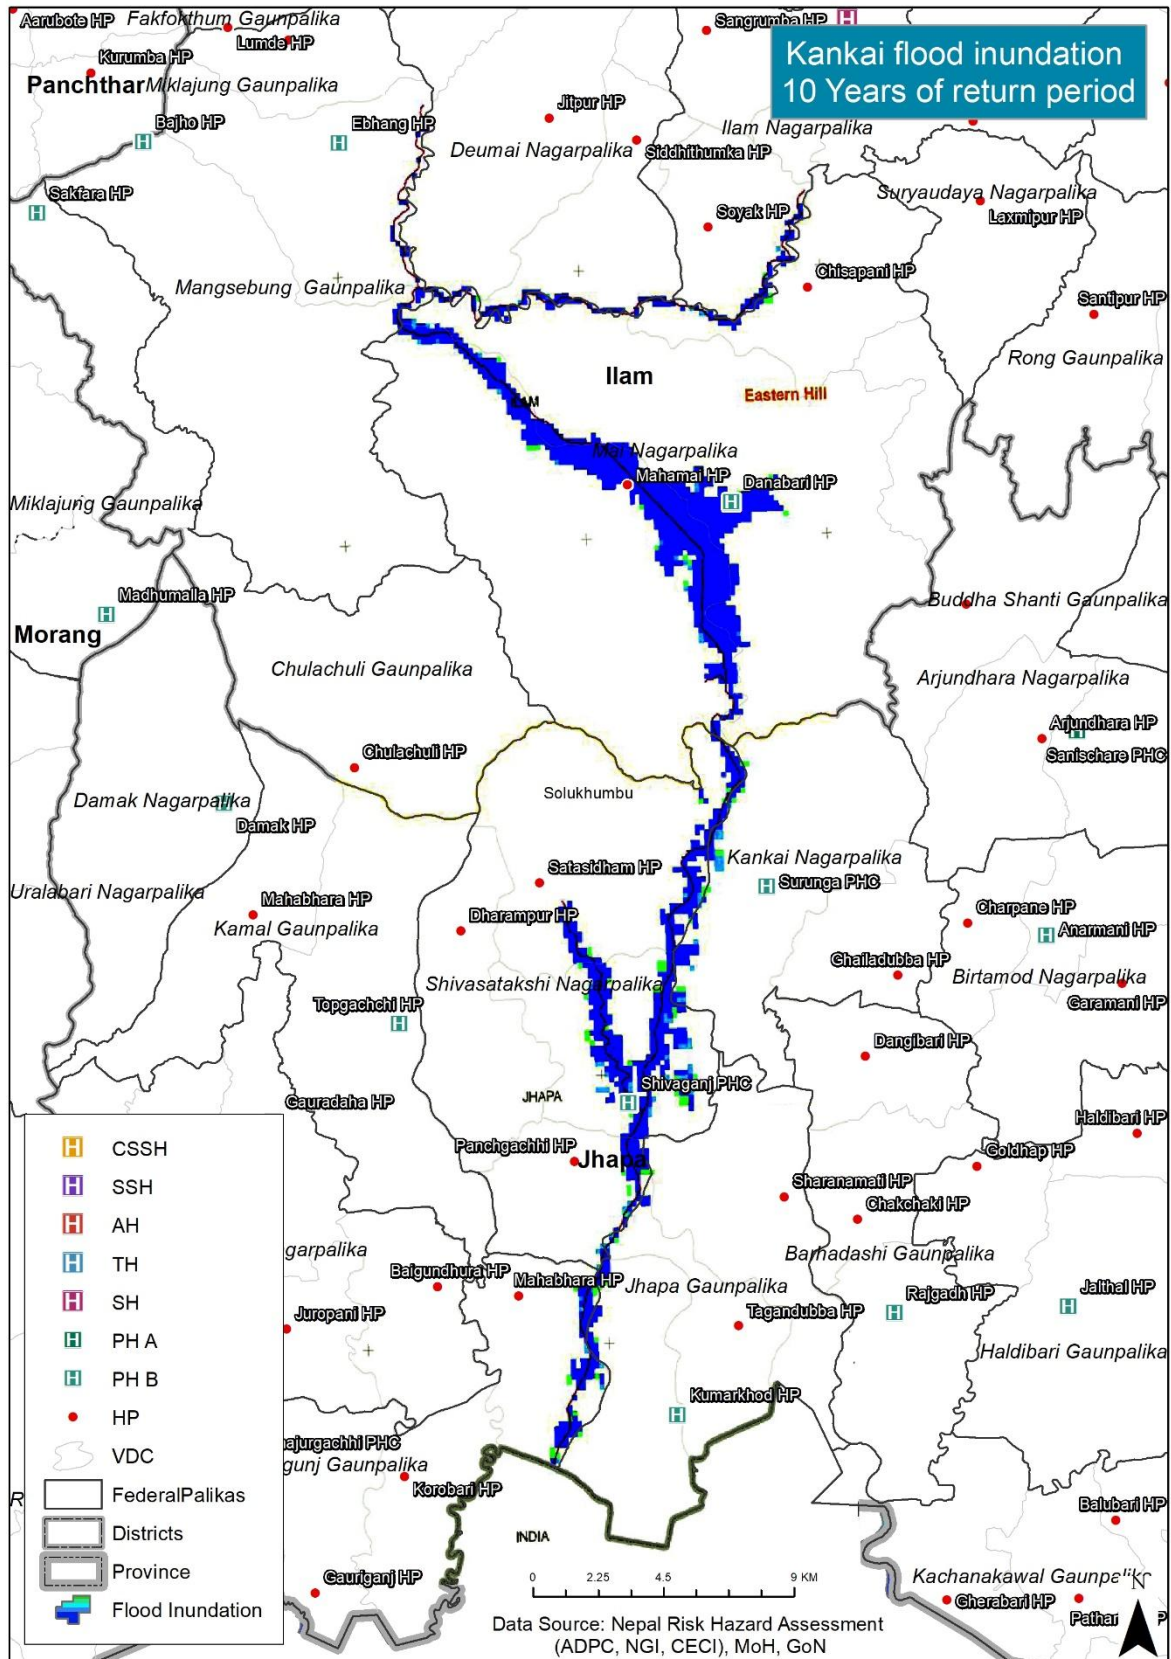 Aarubote HP
Fakfokthum Gaunpalika
Lumde HP
Sangrumba HP
Kankai flood inundation
10 Years of return period
Kurumba HP
Panchthar
Miklajung Gaunpalika
Bajho HP
Ebhang HP
Jitpur HP
Deumai Nagarpalika
Siddhithumka HP
Ilam Nagarpalika
Sakfara HP
Soyak HP
Suryaudaya Nagarpalika
Laxmipur HP
Mangsebung Gaunpalika
Chisapani HP
Santipur HP
Rong Gaunpalika
Ilam
Eastern Hill
Mai Nagarpalika
Mahamai HP
Danabari HP
Miklajung Gaunpalika
Madhumalla HP
Buddha Shanti Gaunpalika
Morang
Chulachuli Gaunpalika
Arjundhara Nagarpalika
Arjundhara HP
Sanischare PHC
Chulachuli HP
Solukhumbu
Damak Nagarpalika
Damak HP
Kankai Nagarpalika
Satasidham HP
Surunga PHC
Uralabari Nagarpalika
Mahabhara HP
Kamal Gaunpalika
Dharampur HP
Charpane HP
Anarmani HP
Ghailadubba HP
Birtamod Nagarpalika
Garamani HP
Shivasatakshi Nagarpalika
Topgachchi HP
Dangibari HP
Shivaganj PHC
JHAPA
Gauradaha HP
Haldibari HP
Panchgachhi HP
Jhapa
Goldhap HP
Sharanamati HP
Chakchaki HP
Barhadashi Gaunpalika
garpalika
Baigundhura HP
Mahabhara HP
Jhapa Gaunpalika
Rajgadh HP
Jalthal HP
Juropani HP
Tagandubba HP
Haldibari Gaunpalika
Kumarkhod HP
ajurgachhi PHC
gunj Gaunpalika
Korobari HP
Balubari HP
INDIA
Gauriganj HP
Kachanakawal Gaunpalik
Gherabari HP
Pathar
P
N
CSSH
SSH
AH
TH
SH
PH A
PH B
HP
VDC
FederalPalikas
Districts
Province
Flood Inundation
0 2.25 4.5 9 KM
Data Source: Nepal Risk Hazard Assessment
(ADPC, NGI, CECI), MoH, GoN